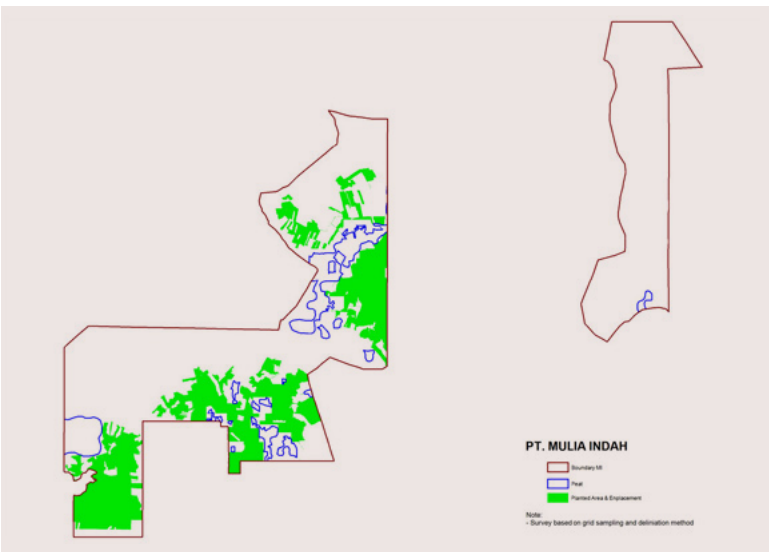 PT. MULIA INDAH
Boundary MI
Peat
Planted Area & Emplacement
Note:
- Survey based on grid sampling and deliniation method